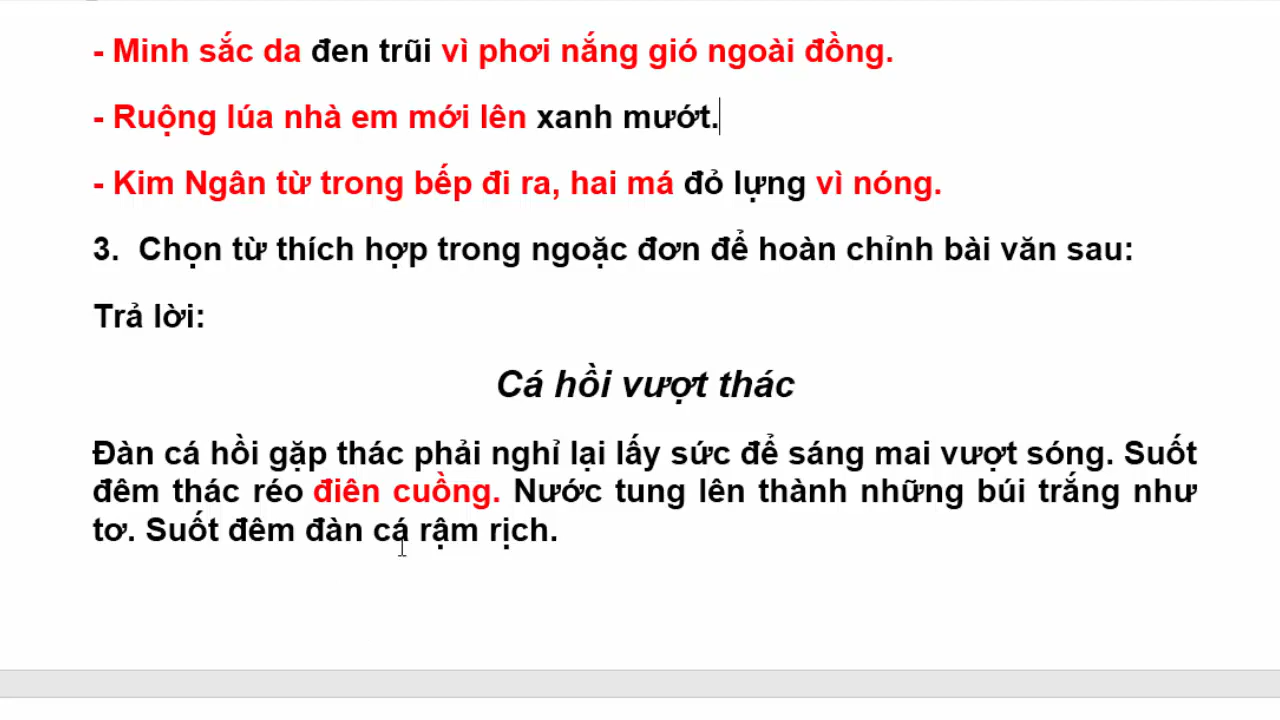 - Minh sắc da đen trũi vì phơi nắng gió ngoài đồng.
- Ruộng lúa nhà em mới lên xanh mướt.
- Kim Ngân từ trong bếp đi ra, hai má đỏ lựng vì nóng.
3. Chọn từ thích hợp trong ngoặc đơn để hoàn chỉnh bài văn sau:
Trả lời:
Cá hồi vượt thác
Đàn cá hồi gặp thác phải nghỉ lại lấy sức để sáng mai vượt sóng. Suốt
đêm thác réo điên cuồng. Nước tung lên thành những búi trắng như
tơ. Suốt đêm đàn cá rậm rịch.